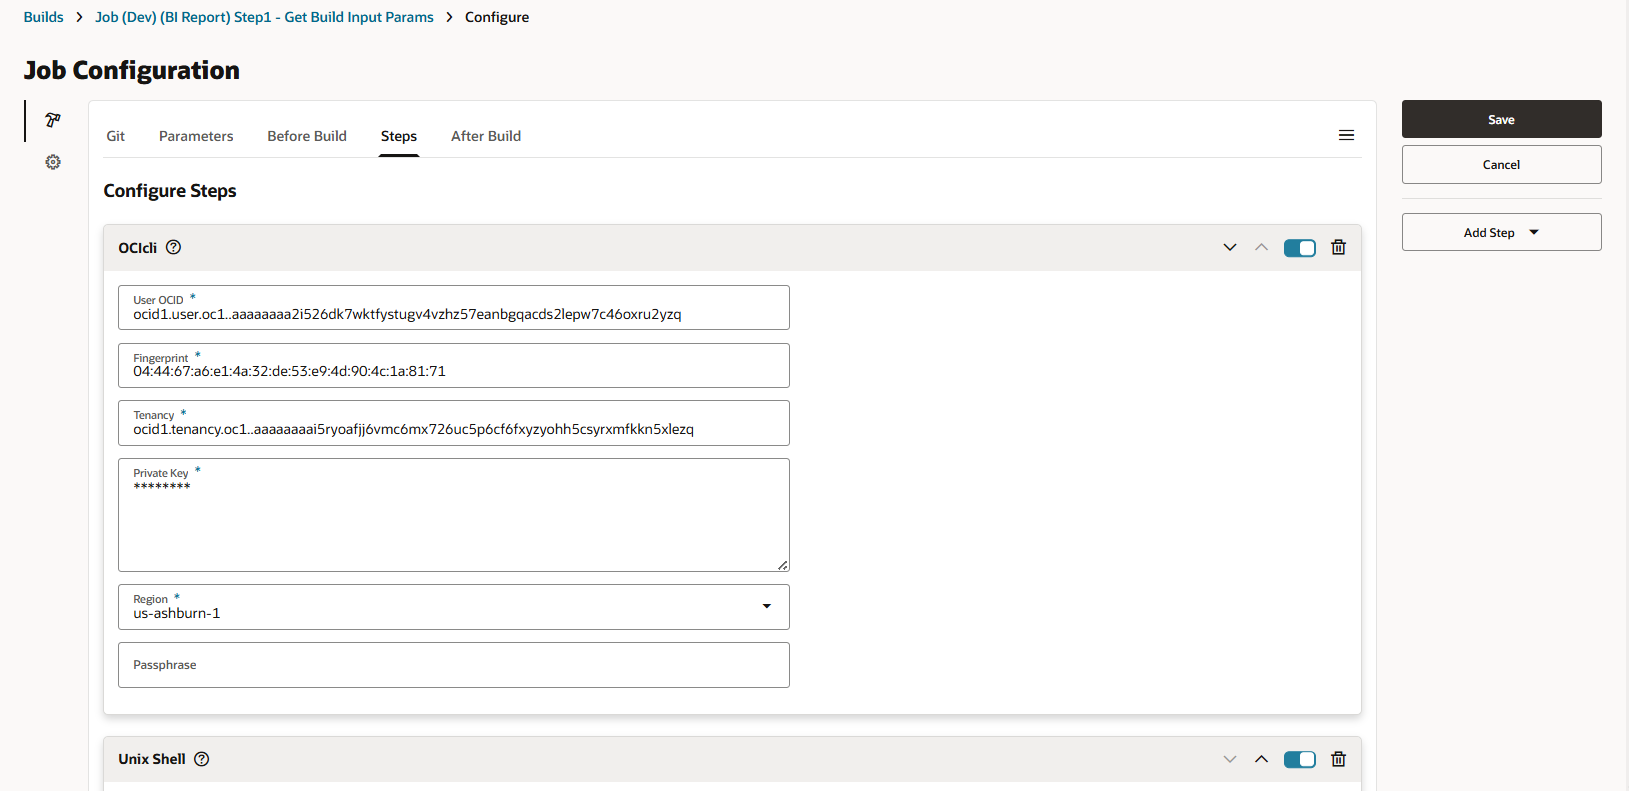 Builds > Job (Dev) (BI Report) Step1 - Get Build Input Params > Configure
Job Configuration
Git Parameters Before Build Steps After Build
Save
Cancel
Add Step
Configure Steps
OCIcli
User OCID *
ocid1.user.oc1..aaaaaaaa2i526dk7wktfystugv4vzhz57eanbgqacds2lepw7c46oxru2yzq
Fingerprint *
04:44:67:a6:e1:4a:32:de:53:e9:4d:90:4c:1a:81:71
Tenancy *
ocid1.tenancy.oc1..aaaaaaaai5ryoafjj6vmc6mx726uc5p6cf6fxyzyohh5csyrxmfkkn5xlezq
Private Key *
********
Region *
us-ashburn-1
Passphrase
Unix Shell